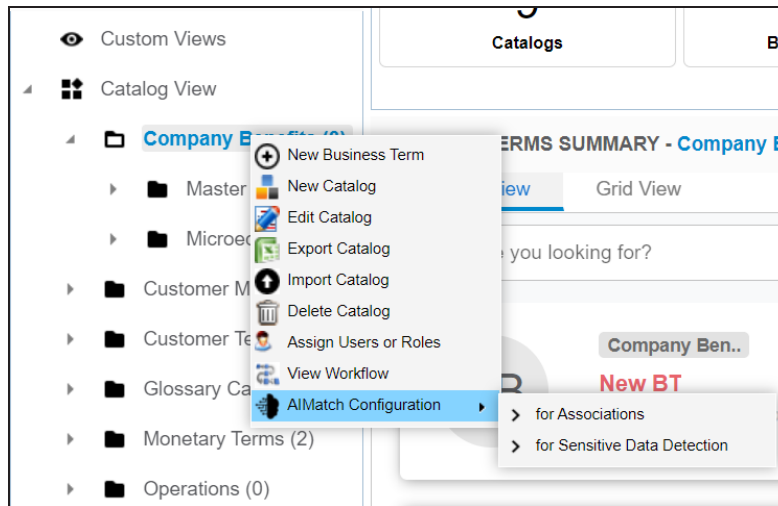 Custom Views
Catalogs
B
Catalog View
Company Benefits (8)
ERMS SUMMARY - Company B
New Business Term
Master
New Catalog
iew
Grid View
Edit Catalog
Microec
Export Catalog
you looking for?
Import Catalog
Customer M
Delete Catalog
Customer Te
Assign Users or Roles
Company Ben..
View Workflow
New BT
Glossary Ca
AIMatch Configuration
for Associations
Monetary Terms (2)
for Sensitive Data Detection
Operations (0)